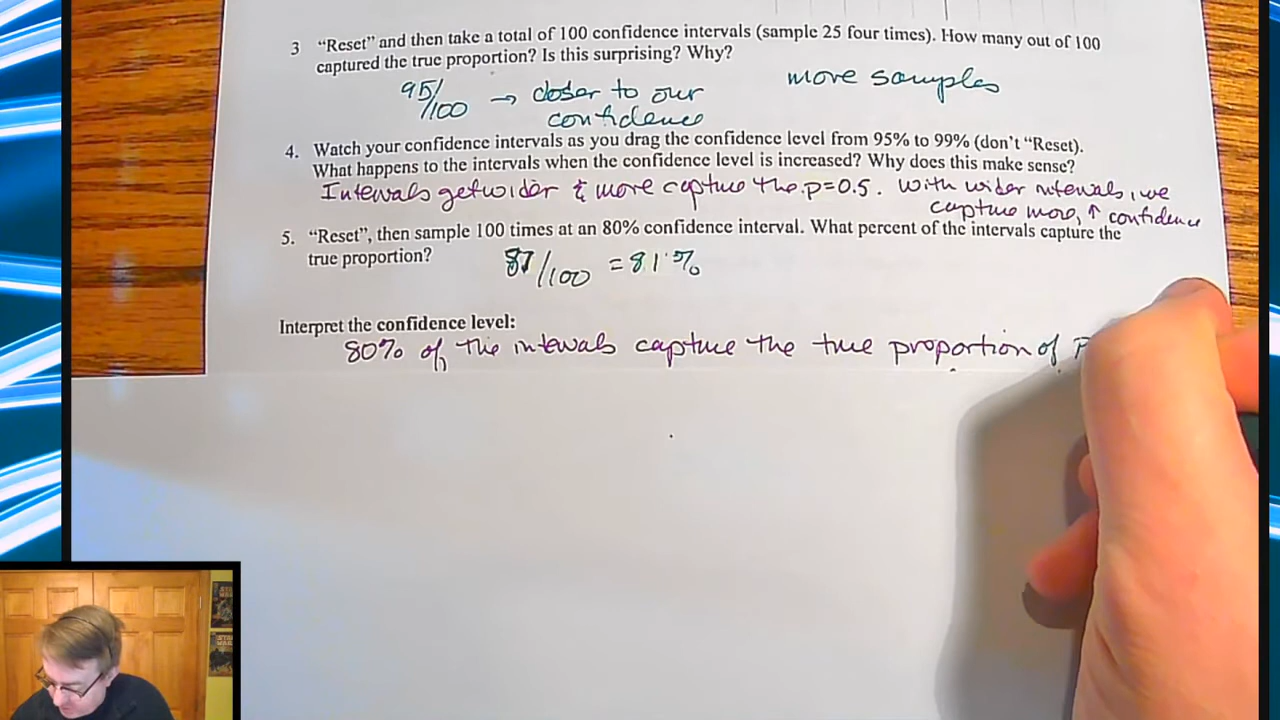 3 "Reset" and then take a total of 100 confidence intervals (sample 25 four times). How many out of 100
captured the true proportion? Is this surprising? Why?
95/100 → closer to our
confidence
more samples
4. Watch your confidence intervals as you drag the confidence level from 95% to 99% (don't "Reset).
What happens to the intervals when the confidence level is increased? Why does this make sense?
Intervals get wider & more capture the p=0.5. With wider intervals, we
capture more, ↑ confidence
5. "Reset", then sample 100 times at an 80% confidence interval. What percent of the intervals capture the
true proportion?
/100 = 81%
Interpret the confidence level:
80% of the intervals capture the true proportion of P
STAR
WARS
STAR
WARS